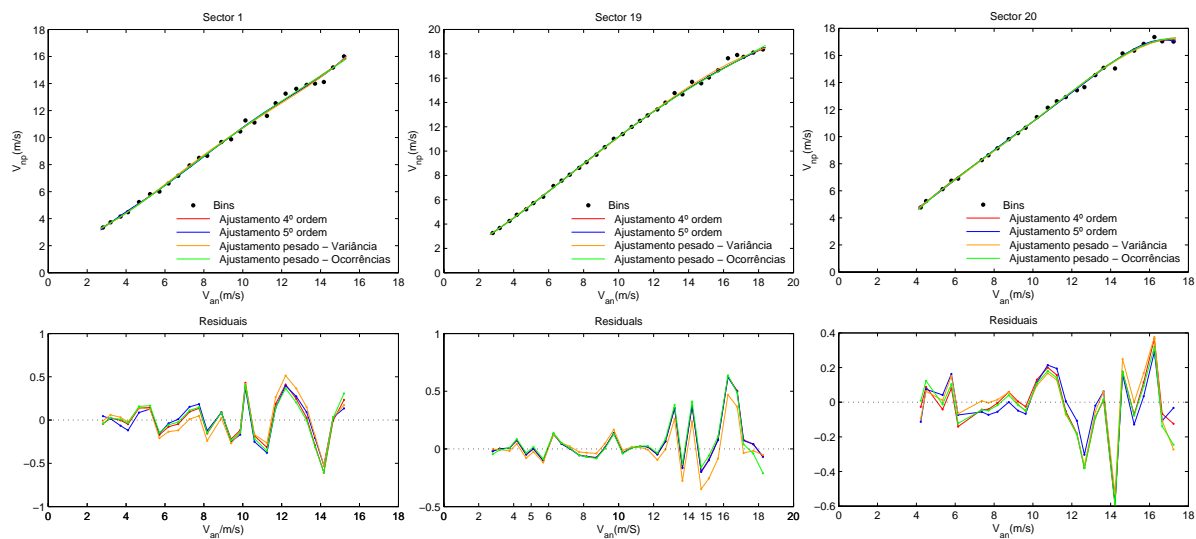 Sector 1
18
16
14
12
10
8
6
4
2
0
V_np(m/s)
Bins
Ajustamento 4º ordem
Ajustamento 5º ordem
Ajustamento pesado – Variância
Ajustamento pesado – Ocorrências
0 2 4 6 8 10 12 14 16 18
V_an(m/s)
Sector 19
20
18
16
14
12
10
8
6
4
2
0
V_np(m/s)
Bins
Ajustamento 4º ordem
Ajustamento 5º ordem
Ajustamento pesado – Variância
Ajustamento pesado – Ocorrências
0 2 4 6 8 10 12 14 16 18 20
V_an(m/s)
Sector 20
18
16
14
12
10
8
6
4
2
0
V_np(m/s)
Bins
Ajustamento 4º ordem
Ajustamento 5º ordem
Ajustamento pesado – Variância
Ajustamento pesado – Ocorrências
0 2 4 6 8 10 12 14 16 18
V_an(m/s)
Residuais
1
0.5
0
−0.5
−1
0 2 4 6 8 10 12 14 16 18
V_an/m/s)
Residuals
1
0.5
0
−0.5
0 2 4 5 6 8 10 12 14 15 16 18 20
V_an(m/S)
Residuais
0.4
0.2
0
−0.2
−0.4
−0.6
0 2 4 6 8 10 12 14 16 18
V_an(m/s)